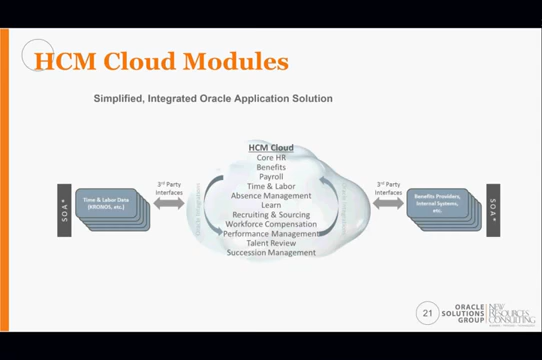 HCM Cloud Modules
Simplified, Integrated Oracle Application Solution
HCM Cloud
Core HR
Benefits
Payroll
Time & Labor
Absence Management
Learn
Recruiting & Sourcing
Workforce Compensation
Performance Management
Talent Review
Succession Management
SOA*
Time & Labor Data
(KRONOS, etc.)
3rd Party
Interfaces
3rd Party
Interfaces
Benefits Providers,
Internal Systems,
etc.
SOA*
21
ORACLE
SOLUTIONS
GROUP
NEW
RESOURCES
CONSULTING